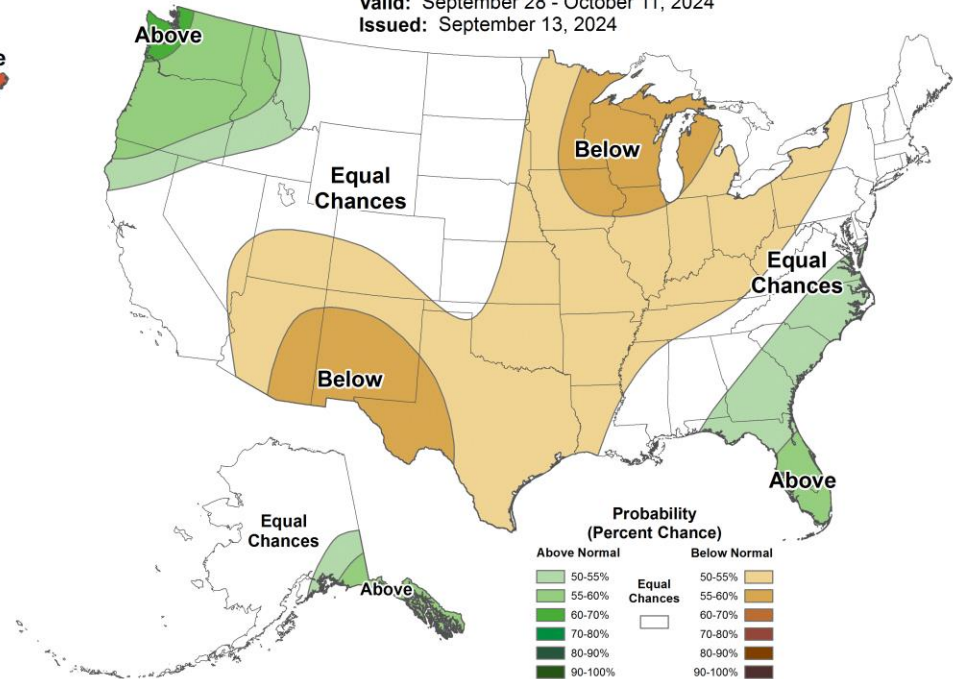 Valid: September 28 - October 11, 2024
Issued: September 13, 2024
Above
e
Equal
Chances
Below
Equal
Chances
Below
Above
Equal
Chances
Above
Probability
(Percent Chance)
Above Normal
Below Normal
50-55%
55-60%
60-70%
70-80%
80-90%
90-100%
Equal
Chances
50-55%
55-60%
60-70%
70-80%
80-90%
90-100%